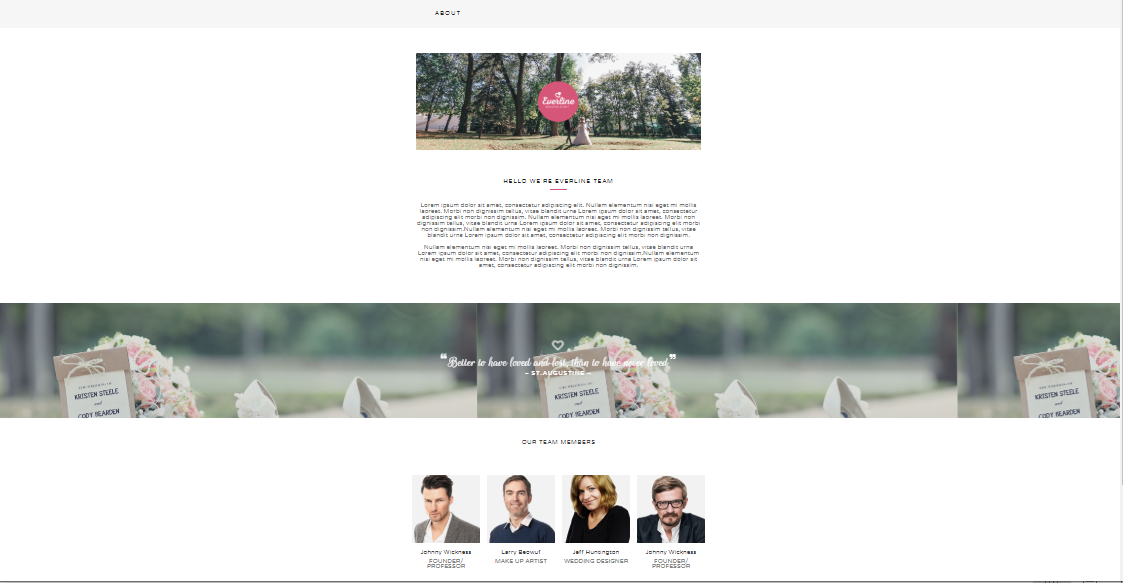 ABOUT
Everline
HELLO WE'RE EVERLINE TEAM
Lorem ipsum dolor sit amet, consectetur adipiscing elit. Nullam elementum nisi eget mi mollis
laoreet. Morbi non dignissim tellus, vitae blandit urna Lorem ipsum dolor sit amet, consectetur
adipiscing elit morbi non dignissim. Nullam elementum nisi eget mi mollis laoreet. Morbi non
dignissim tellus, vitae blandit urna Lorem ipsum dolor sit amet, consectetur adipiscing elit morbi
non dignissim.Nullam elementum nisi eget mi mollis laoreet. Morbi non dignissim tellus, vitae
blandit urna Lorem ipsum dolor sit amet, consectetur adipiscing elit morbi non dignissim.
Nullam elementum nisi eget mi mollis laoreet. Morbi non dignissim tellus, vitae blandit urna
Lorem ipsum dolor sit amet, consectetur adipiscing elit morbi non dignissim.Nullam elementum
nisi eget mi mollis laoreet. Morbi non dignissim tellus, vitae blandit urna Lorem ipsum dolor sit
amet, consectetur adipiscing elit morbi non dignissim.
❝Better to have loved and lost, than to have never loved❞
– ST.AUGUSTINE –
KRISTEN STEELE
and
CODY BEARDEN
KRISTEN STEELE
and
CODY BEARDEN
KRISTEN STEELE
and
CODY BEARDEN
OUR TEAM MEMBERS
Johnny Wickness
FOUNDER/
PROFESSOR
Larry Beowuf
MAKE UP ARTIST
Jeff Huntington
WEDDING DESIGNER
Johnny Wickness
FOUNDER/
PROFESSOR